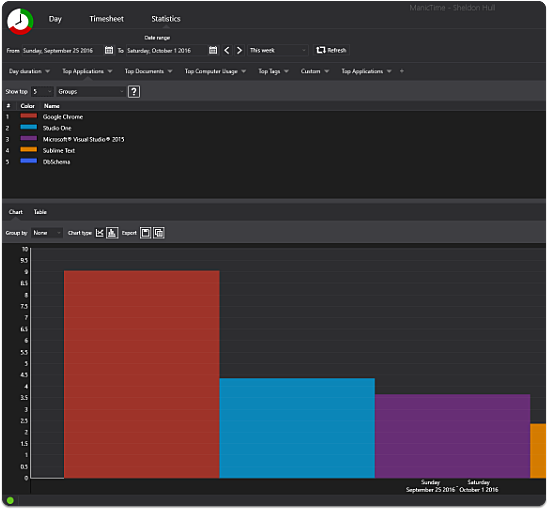 ManicTime - Sheldon Hull
Day Timesheet Statistics
Date range
From Sunday, September 25 2016 To Saturday, October 1 2016 This week Refresh
Day duration Top Applications Top Documents Top Computer Usage Top Tags Custom Top Applications +
Show top 5 Groups ?
# Color Name
1 Google Chrome
2 Studio One
3 Microsoft® Visual Studio® 2015
4 Sublime Text
5 DbSchema
Chart Table
Group by None Chart type Export
10
9.5
9
8.5
8
7.5
7
6.5
6
5.5
5
4.5
4
3.5
3
2.5
2
1.5
1
0.5
0
Sunday Saturday
September 25 2016 - October 1 2016